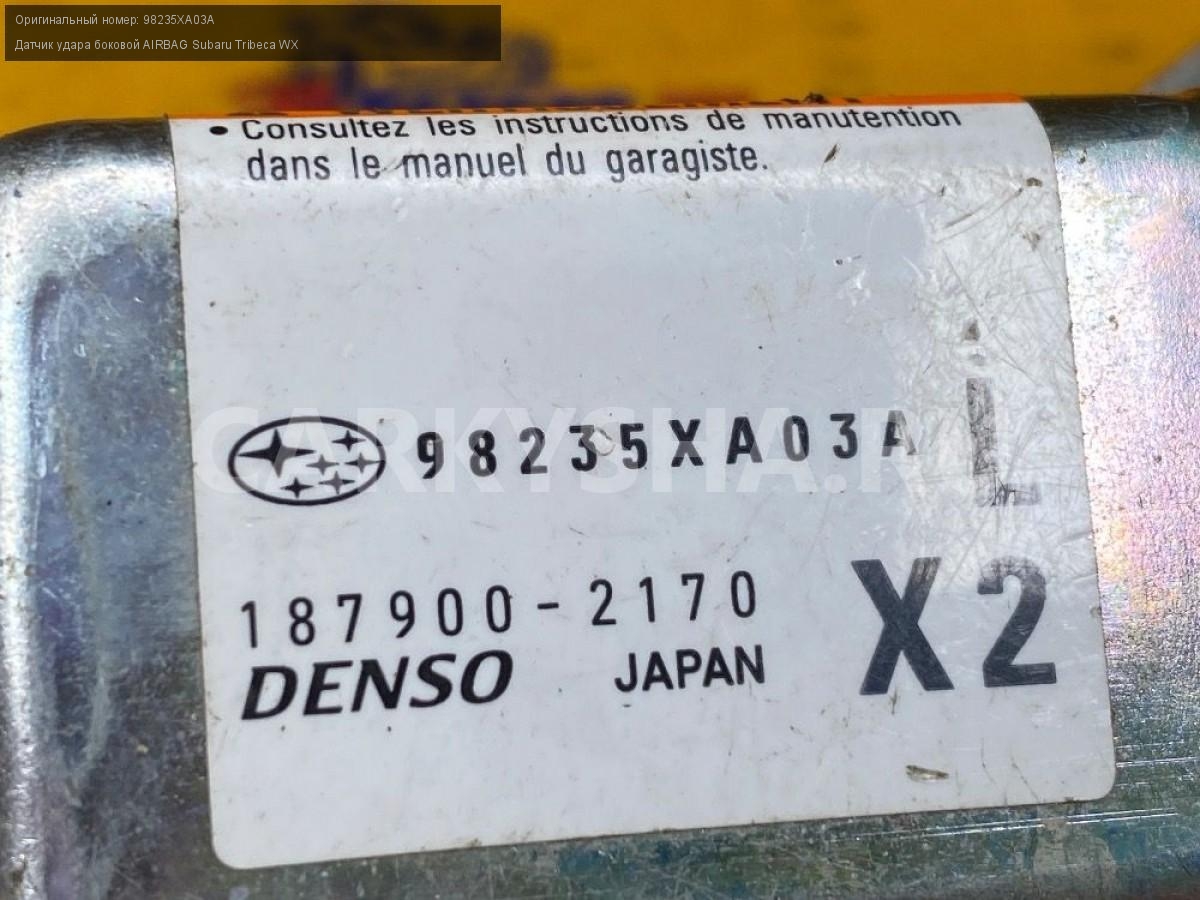 Оригинальный номер: 98235XA03A
Датчик удара боковой AIRBAG Subaru Tribeca WX
• Consultez les instructions de manutention
dans le manuel du garagiste.
98235XA03A
CARKYSHA.R
187900-2170
X2
DENSO
JAPAN